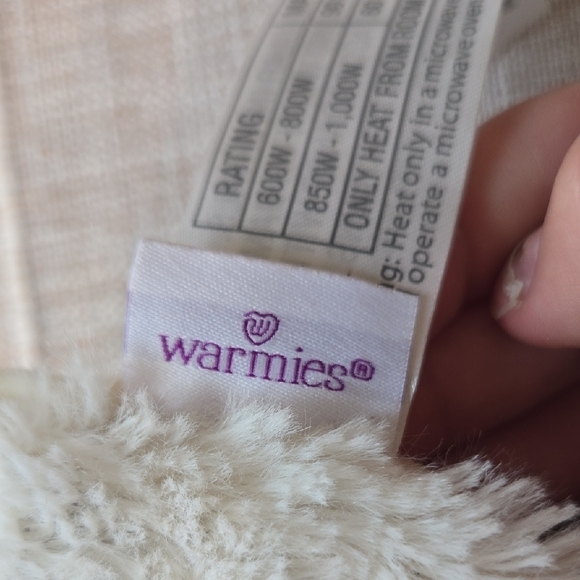 RATING
600W - 800W
850W - 1,000W
ONLY HEAT FROM ROOM
g: Heat only in a microwave
operate a microwave oven
warmies®